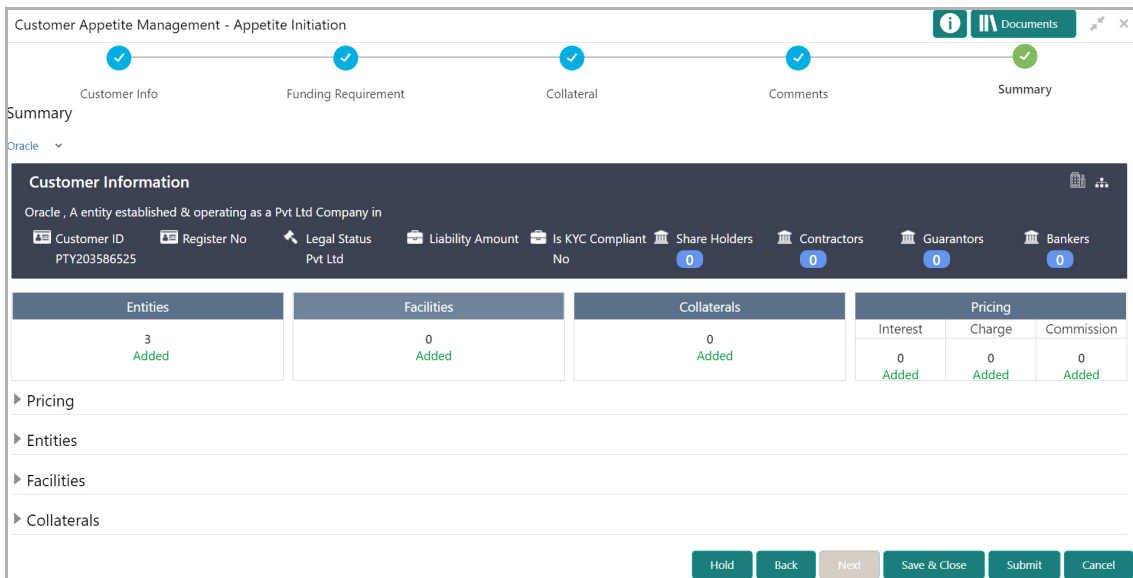 Customer Appetite Management - Appetite Initiation
i Documents
Customer Info Funding Requirement Collateral Comments Summary
Summary
Oracle
Customer Information
Oracle , A entity established & operating as a Pvt Ltd Company in
Customer ID Register No Legal Status Liability Amount Is KYC Compliant Share Holders Contractors Guarantors Bankers
PTY203586525 Pvt Ltd No 0 0 0 0
Entities Facilities Collaterals Pricing
Interest Charge Commission
3 0 0 0 0 0
Added Added Added Added Added Added
Pricing
Entities
Facilities
Collaterals
Hold Back Next Save & Close Submit Cancel